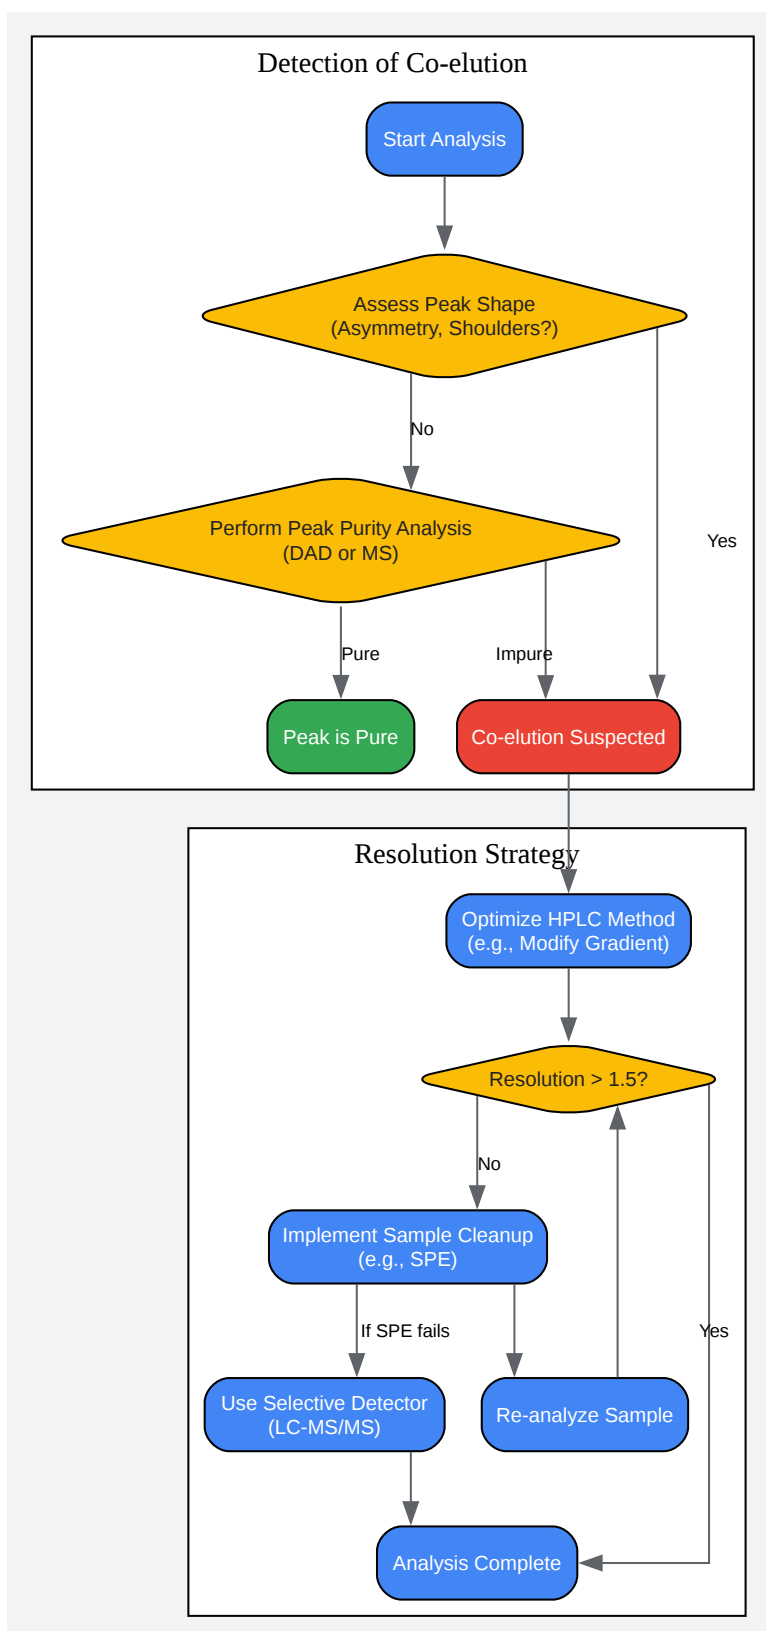 Detection of Co-elution
Start Analysis
Assess Peak Shape
(Asymmetry, Shoulders?)
No
Perform Peak Purity Analysis
(DAD or MS)
Yes
Pure
Impure
Peak is Pure
Co-elution Suspected
Resolution Strategy
Optimize HPLC Method
(e.g., Modify Gradient)
Resolution > 1.5?
No
Implement Sample Cleanup
(e.g., SPE)
If SPE fails
Yes
Use Selective Detector
(LC-MS/MS)
Re-analyze Sample
Analysis Complete